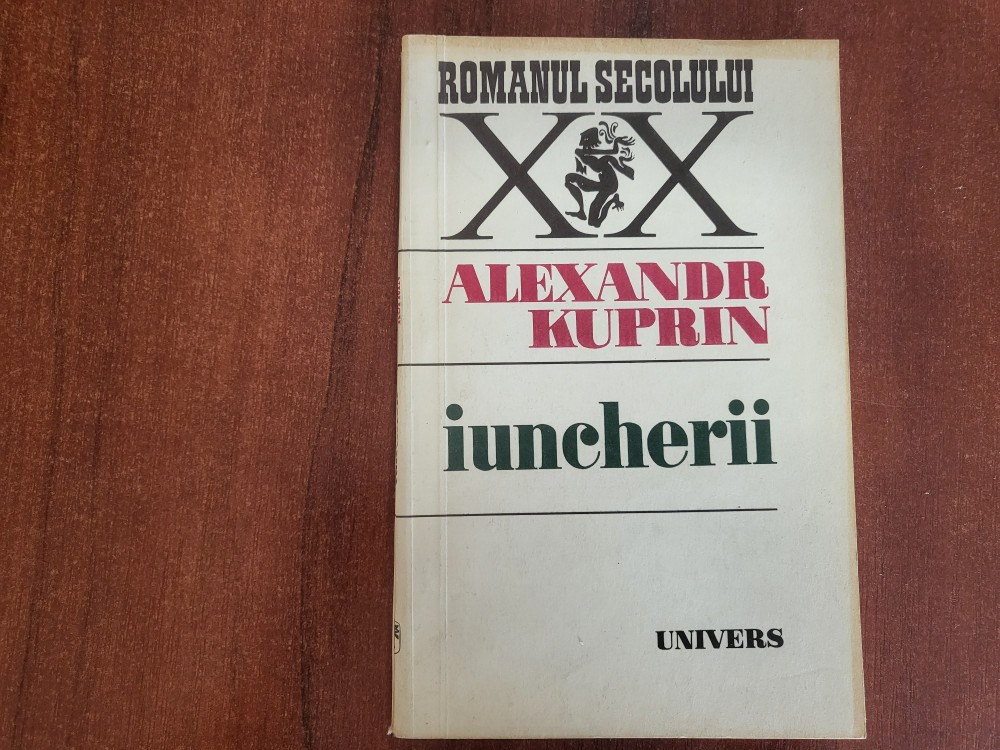 ROMANUL SECOLULUI
XX
ALEXANDR
KUPRIN
iuncherii
UNIVERS